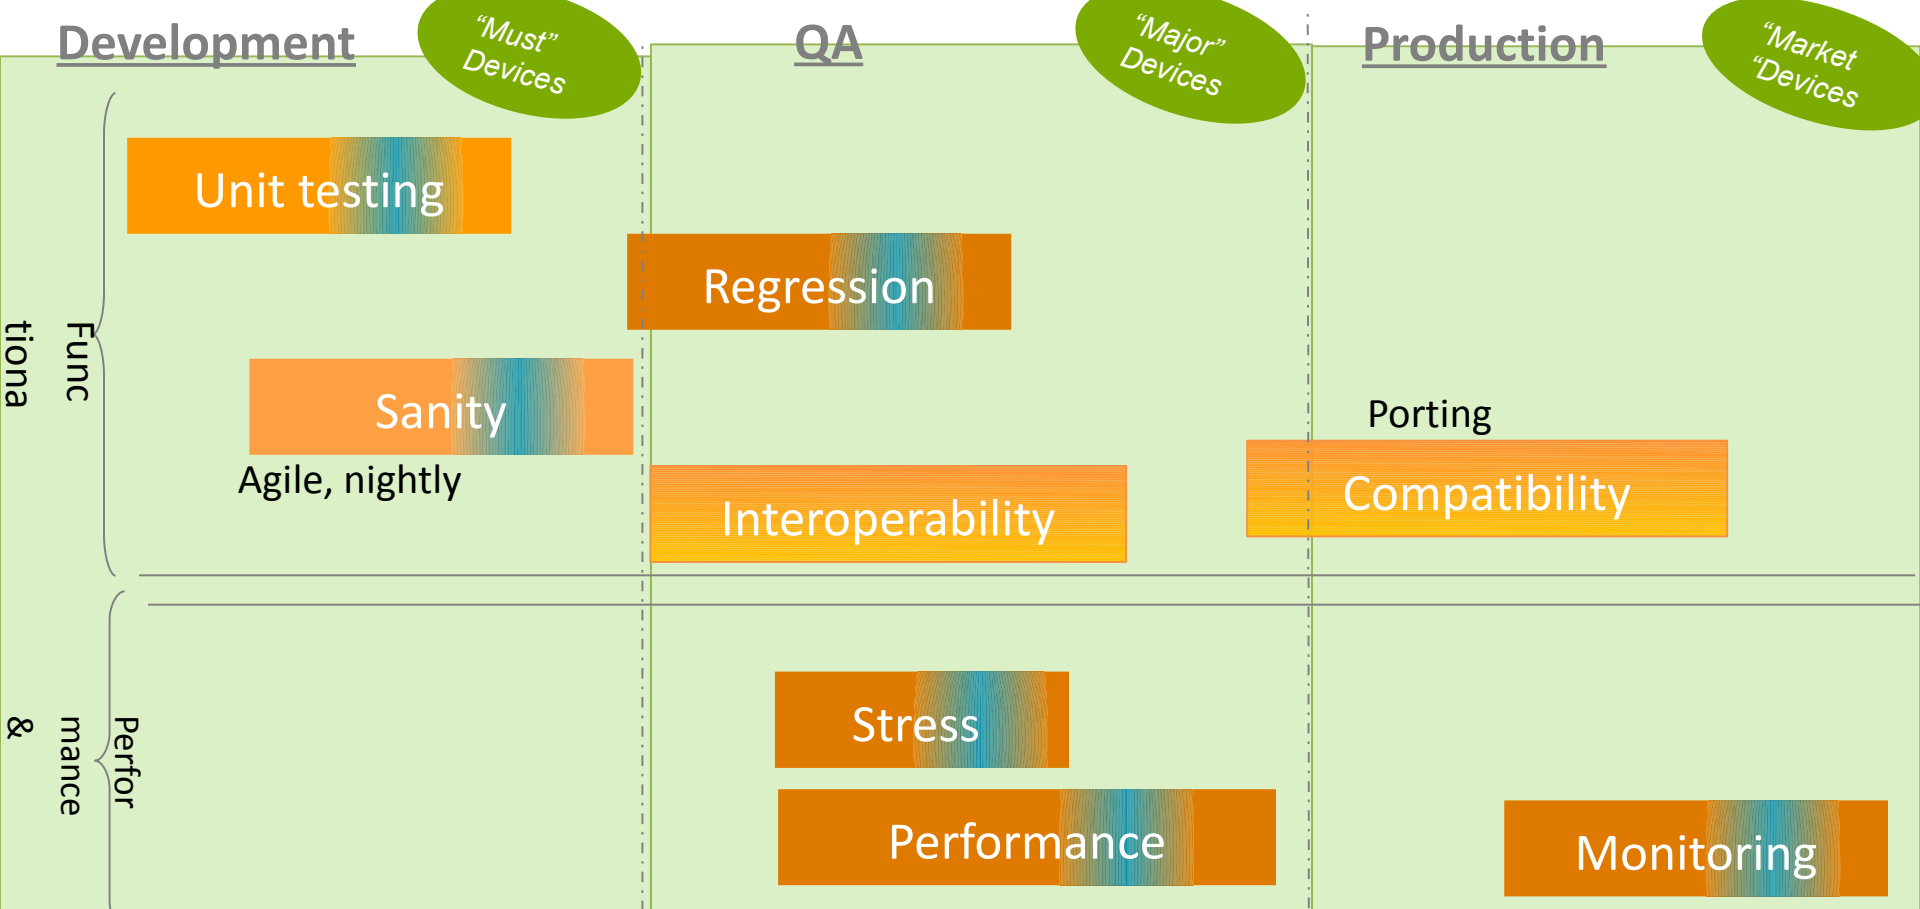 Development
“Must”
Devices
QA
“Major”
Devices
Production
“Market
“Devices
Unit testing
Regression
Func
tiona
Sanity
Agile, nightly
Porting
Interoperability
Compatibility
Perfor
mance
&
Stress
Performance
Monitoring